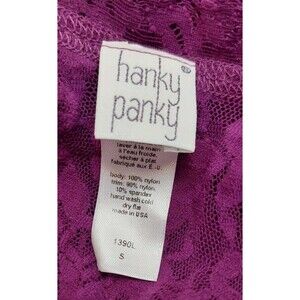 hanky
panky
®
laver à la main
à l'eau froide,
sécher à plat
fabriqué aux É.-U.
body: 100% nylon
trim: 90% nylon
10% spandex
hand wash cold
dry flat
made in USA
1390L
S